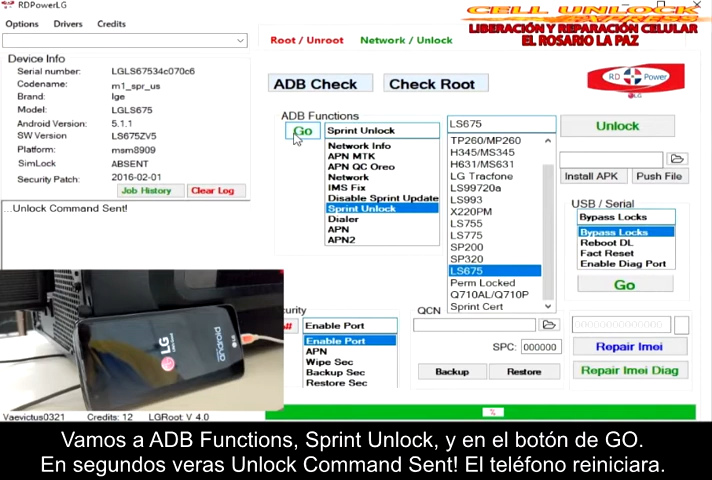 RDPowerLG
Options Drivers Credits
CELL UNLOCK
EXPRESS
LIBERACIÓN Y REPARACIÓN CELULAR
EL ROSARIO LA PAZ
Root / Unroot Network / Unlock
Device Info
Serial number: LGLS67534c070c6
Codename: m1_spr_us
Brand: lge
Model: LGLS675
Android Version: 5.1.1
SW Version LS675ZV5
Platform: msm8909
SimLock ABSENT
Security Patch: 2016-02-01
Job History Clear Log
...Unlock Command Sent!
ADB Check Check Root
RD Power
LG
ADB Functions
Go Sprint Unlock
Network Info
APN MTK
APN QC Oreo
Network
IMS Fix
Disable Sprint Update
Sprint Unlock
Dialer
APN
APN2
LS675
TP260/MP260
H345/MS345
H631/MS631
LG Tracfone
LS99720a
LS993
X220PM
LS755
LS775
SP200
SP320
LS675
Perm Locked
Q710AL/Q710P
Sprint Cert
Unlock
Install APK Push File
USB / Serial
Bypass Locks
Bypass Locks
Reboot DL
Fact Reset
Enable Diag Port
Go
LG
android
Enable Port
Enable Port
APN
Wipe Sec
Backup Sec
Restore Sec
QCN
SPC: 000000
Backup Restore
Repair Imei
Repair Imei Diag
Vaevictus0321 Credits: 12 LGRoot: V 4.0
%
Vamos a ADB Functions, Sprint Unlock, y en el botón de GO.
En segundos veras Unlock Command Sent! El teléfono reiniciara.